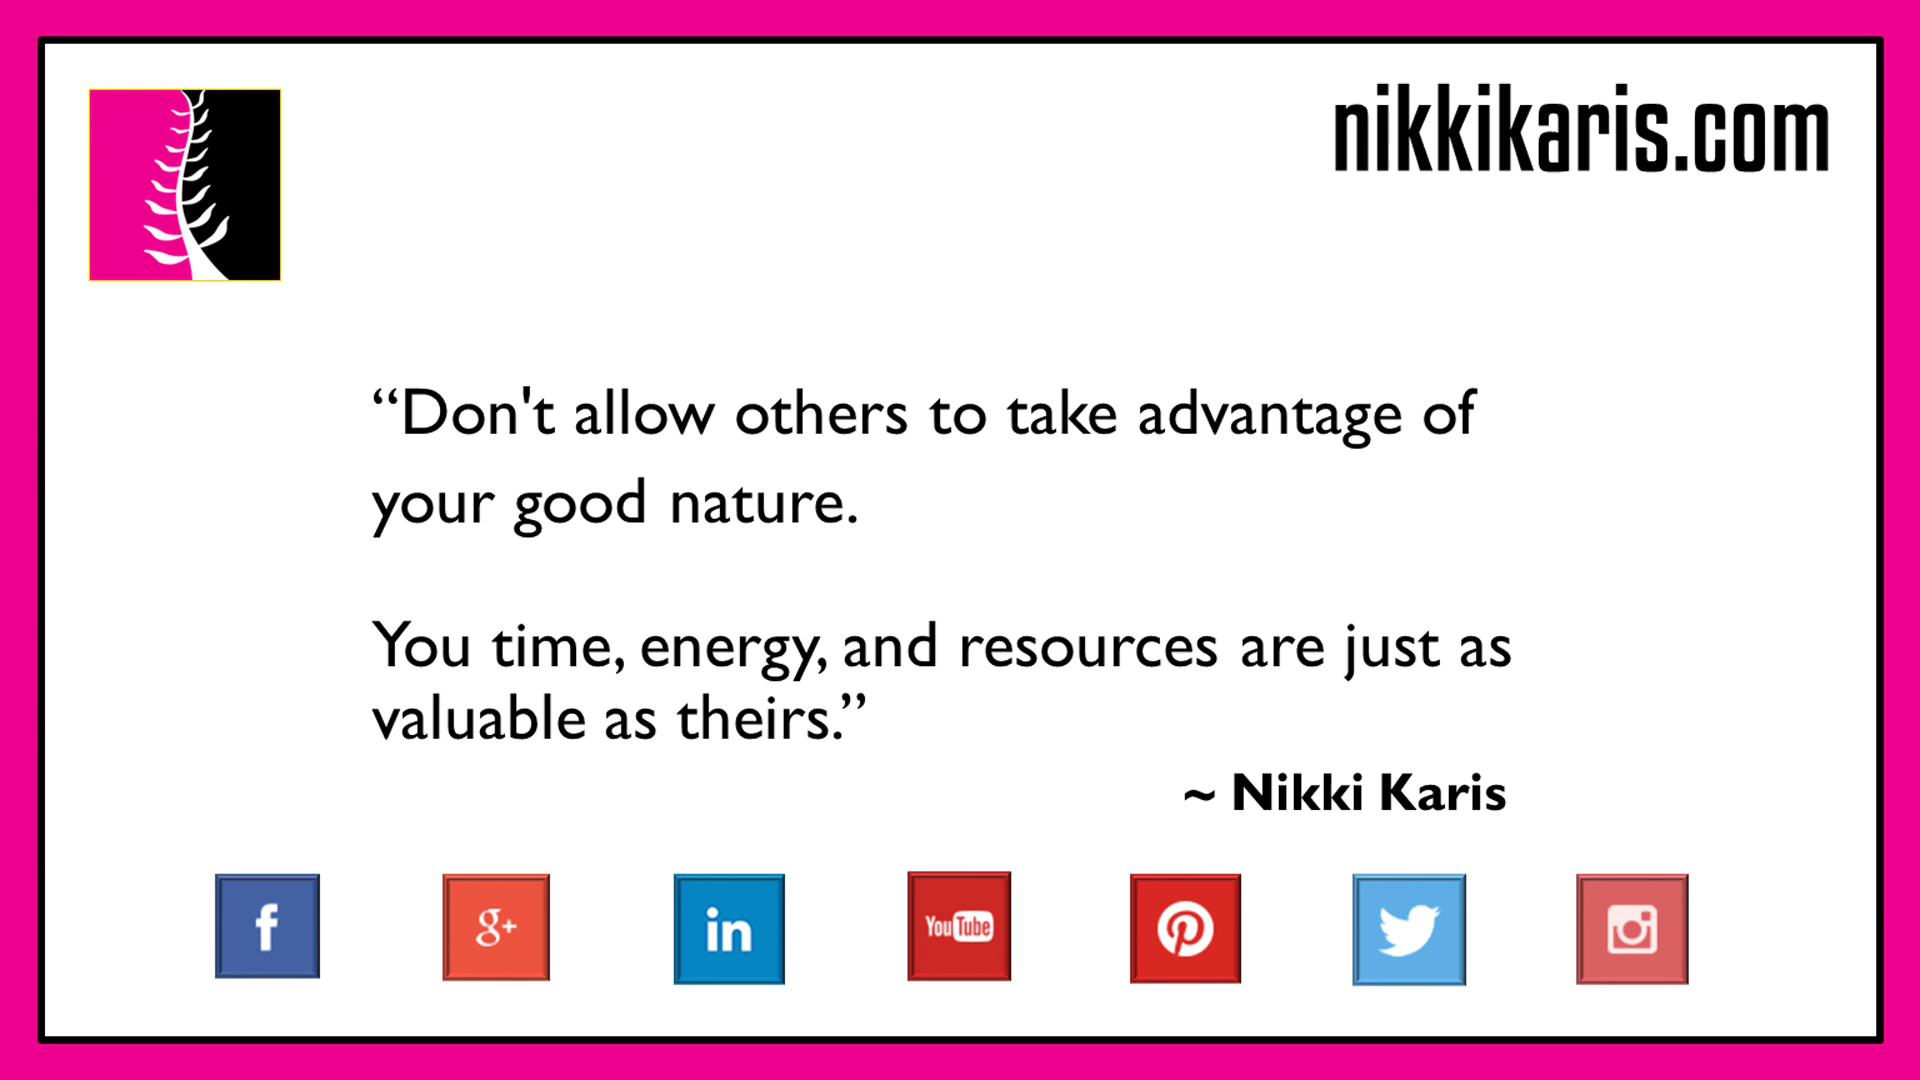 nikkikaris.com
“Don't allow others to take advantage of
your good nature.
You time, energy, and resources are just as
valuable as theirs.”
~ Nikki Karis
f g+ in YouTube